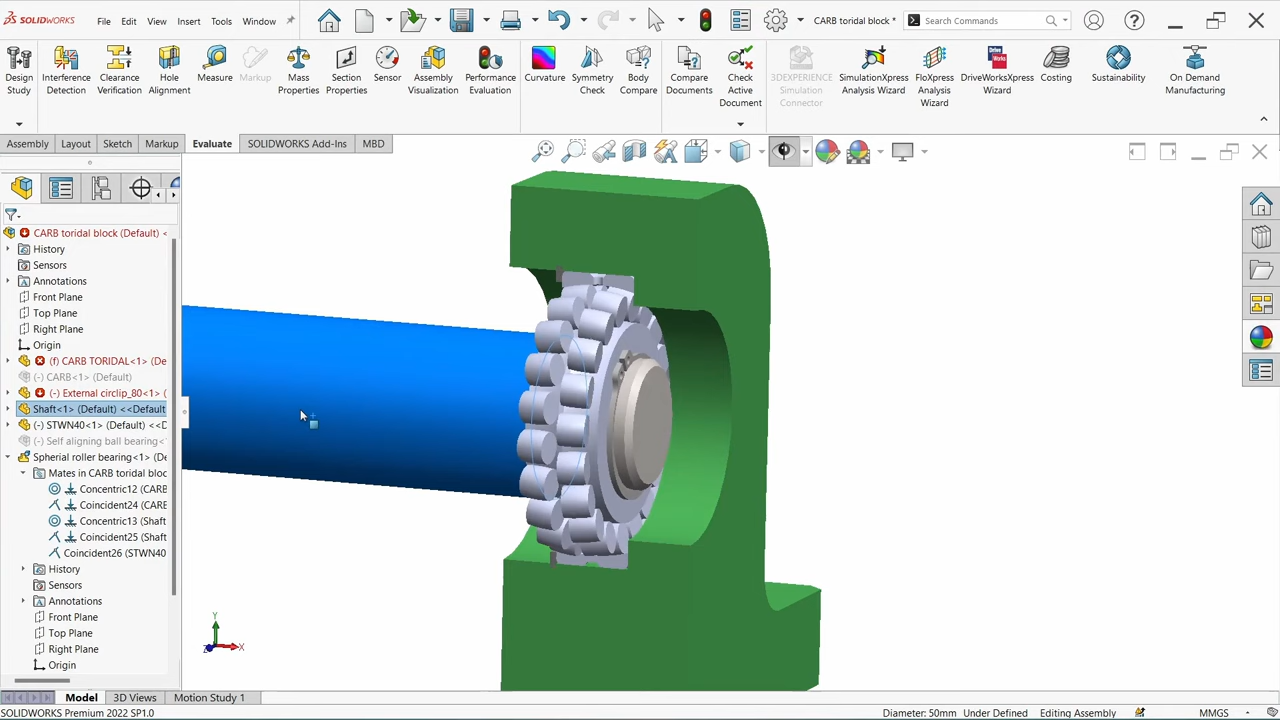 SOLIDWORKS File Edit View Insert Tools Window CARB toridal block * Search Commands
Design Study Interference Detection Clearance Verification Hole Alignment Measure Markup Mass Properties Section Properties Sensor Assembly Visualization Performance Evaluation Curvature Symmetry Check Body Compare Compare Documents Check Active Document 3DEXPERIENCE Simulation Connector SimulationXpress Analysis Wizard FloXpress Analysis Wizard DriveWorksXpress Wizard Costing Sustainability On Demand Manufacturing
Assembly Layout Sketch Markup Evaluate SOLIDWORKS Add-Ins MBD
CARB toridal block (Default) <
History
Sensors
Annotations
Front Plane
Top Plane
Right Plane
Origin
(f) CARB TORIDAL<1> (De
(-) CARB<1> (Default)
(-) External circlip_80<1> (
Shaft<1> (Default) <<Default
(-) STWN40<1> (Default) <<D
(-) Self aligning ball bearing<
Spherial roller bearing<1> (De
Mates in CARB toridal bloc
Concentric12 (CARB
Coincident24 (CARB
Concentric13 (Shaft
Coincident25 (Shaft
Coincident26 (STWN40
History
Sensors
Annotations
Front Plane
Top Plane
Right Plane
Origin
Y
X
Z
Model 3D Views Motion Study 1
SOLIDWORKS Premium 2022 SP1.0 Diameter: 50mm Under Defined Editing Assembly MMGS